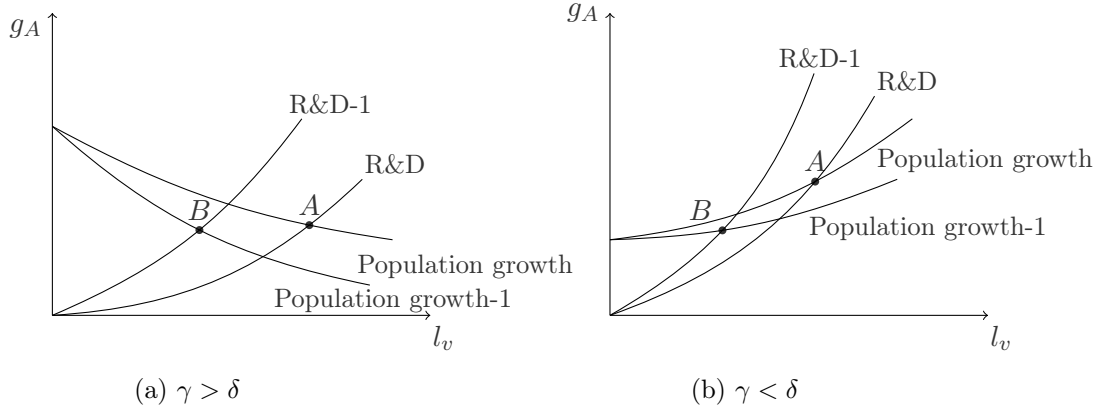 g_A
R&D-1
R&D
B
A
Population growth
Population growth-1
l_v
(a) γ > δ
g_A
R&D-1
R&D
A
Population growth
B
Population growth-1
l_v
(b) γ < δ